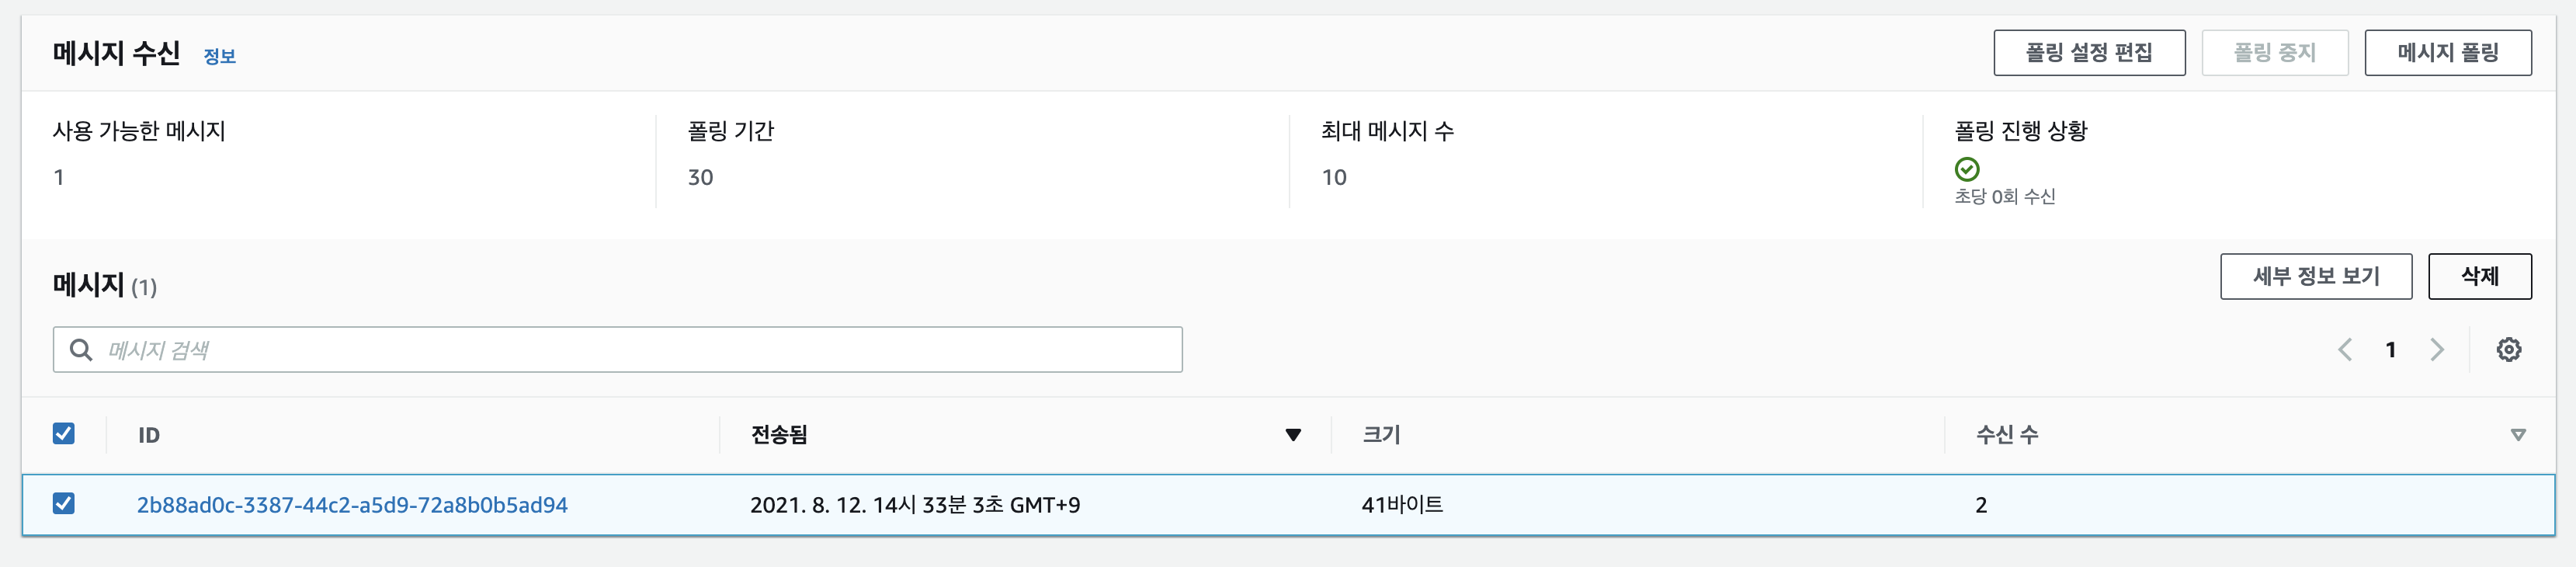 메시지 수신 정보
폴링 설정 편집 폴링 중지 메시지 폴링
사용 가능한 메시지
1
폴링 기간
30
최대 메시지 수
10
폴링 진행 상황
초당 0회 수신
메시지 (1)
세부 정보 보기 삭제
메시지 검색
1
ID 전송됨 크기 수신 수
2b88ad0c-3387-44c2-a5d9-72a8b0b5ad94 2021. 8. 12. 14시 33분 3초 GMT+9 41바이트 2